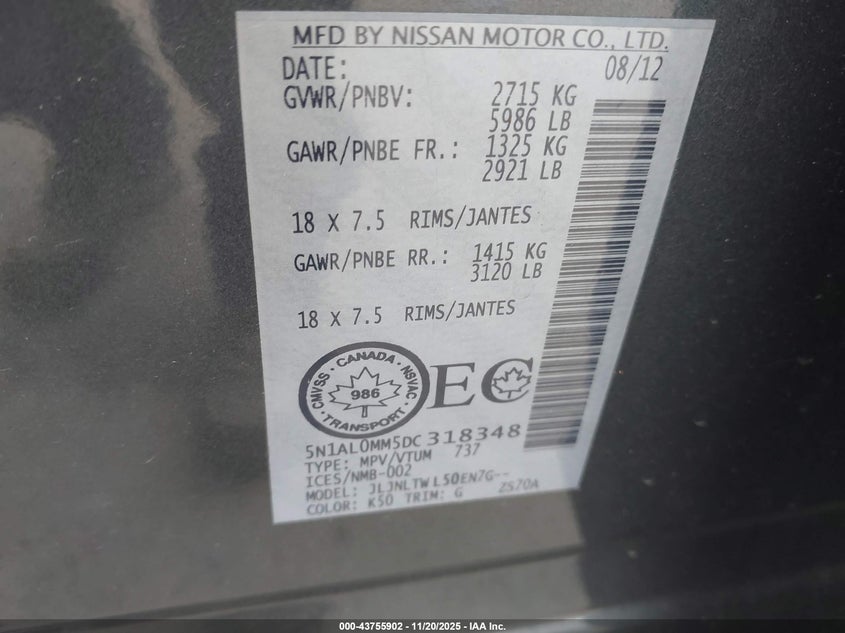 MFD BY NISSAN MOTOR CO., LTD.
DATE: 08/12
GVWR/PNBV: 2715 KG
5986 LB
GAWR/PNBE FR.: 1325 KG
2921 LB
18 X 7.5 RIMS/JANTES
GAWR/PNBE RR.: 1415 KG
3120 LB
18 X 7.5 RIMS/JANTES
CANADA · NSVAC · TRANSPORT · CMVSS ·
986
EC
5N1AL0MM5DC318348
TYPE: MPV/VTUM 737
ICES/NMB-002
MODEL: JLJNLTWL50EN7G--
COLOR: K50 TRIM: G ZS70A
000-43755902 - 11/20/2025 - IAA Inc.